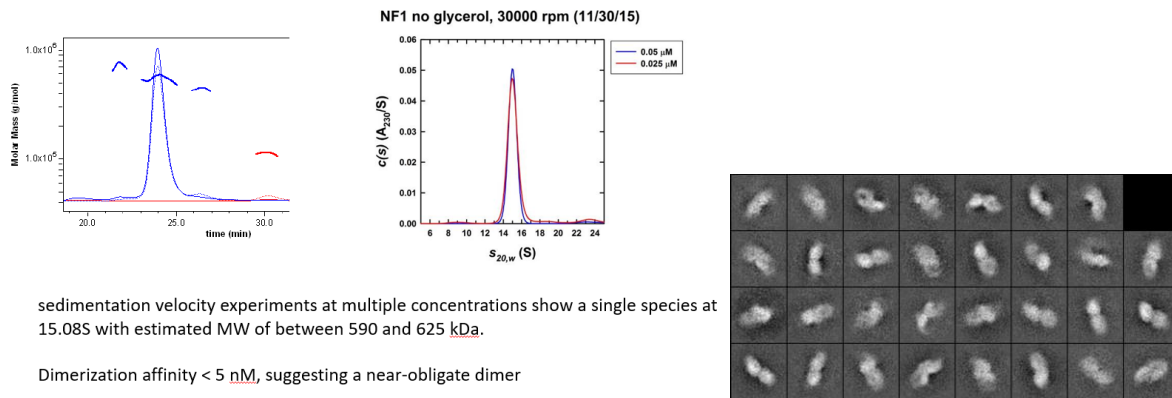 NF1 no glycerol, 30000 rpm (11/30/15)
1.0x10⁶
1.0x10⁵
Molar Mass (g/mol)
20.0 25.0 30.0
time (min)
0.06
0.05
0.04
0.03
0.02
0.01
0.00
c(s) (A₂₃₀/S)
6 8 10 12 14 16 18 20 22 24
s₂₀,w (S)
0.05 μM
0.025 μM
sedimentation velocity experiments at multiple concentrations show a single species at
15.08S with estimated MW of between 590 and 625 kDa.
Dimerization affinity < 5 nM, suggesting a near-obligate dimer